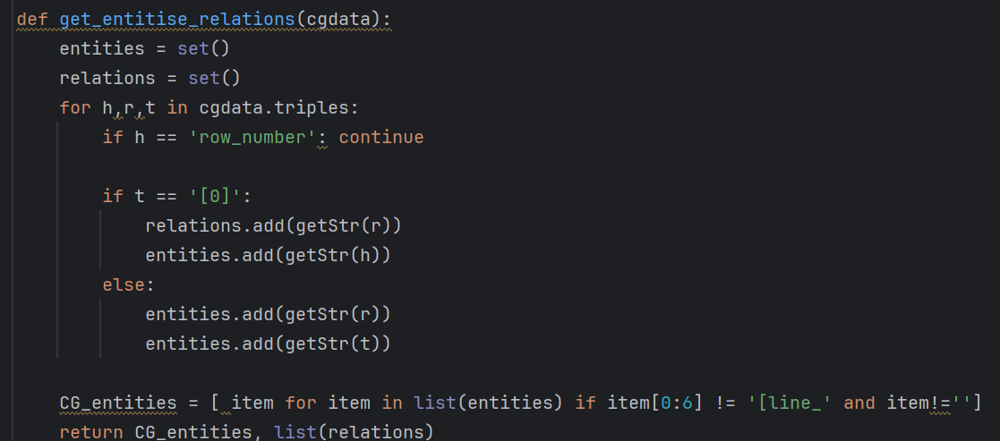 def get_entitise_relations(cgdata):
    entities = set()
    relations = set()
    for h,r,t in cgdata.triples:
        if h == 'row_number': continue
        if t == '[0]':
            relations.add(getStr(r))
            entities.add(getStr(h))
        else:
            entities.add(getStr(r))
            entities.add(getStr(t))
    CG_entities = [ item for item in list(entities) if item[0:6] != '[line_' and item!='']
    return CG_entities, list(relations)